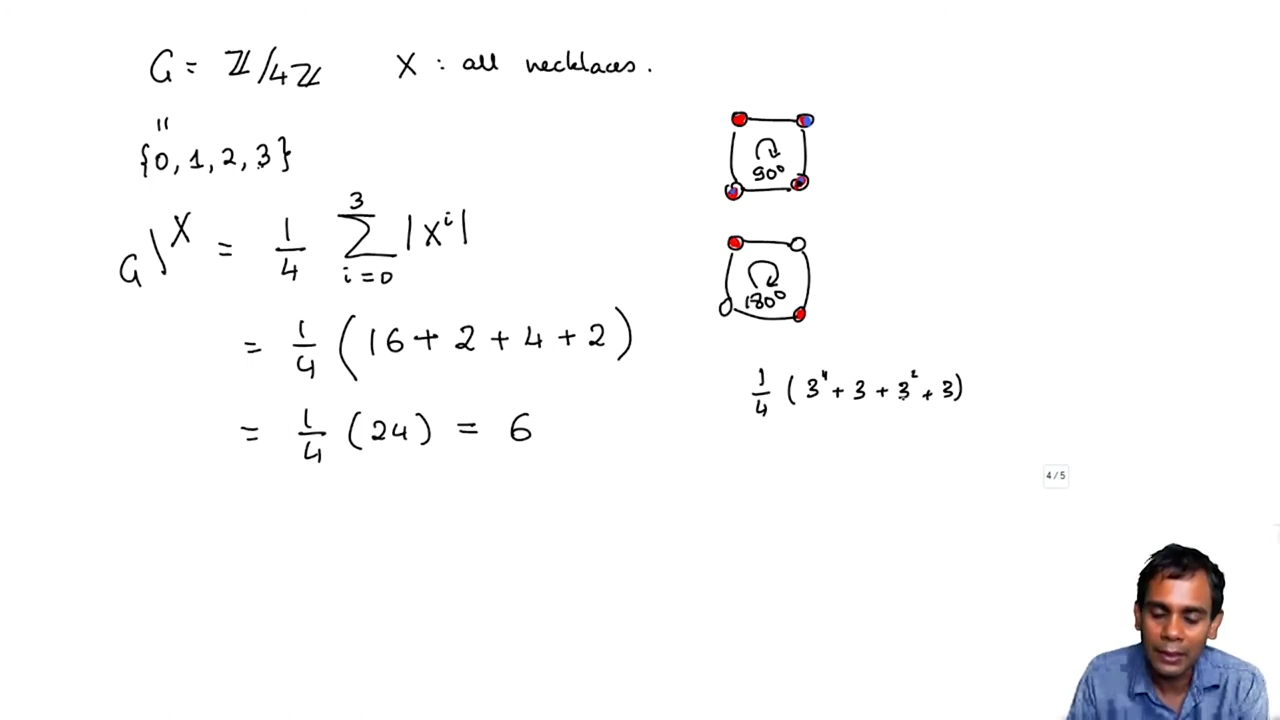 G = ℤ/4ℤ X : all necklaces.
"
{0, 1, 2, 3}
G\X = 1/4 ∑_{i=0}^{3} |X^i|
= 1/4 (16 + 2 + 4 + 2)
= 1/4 (24) = 6
90°
180°
1/4 (3^4 + 3 + 3^2 + 3)
4/5